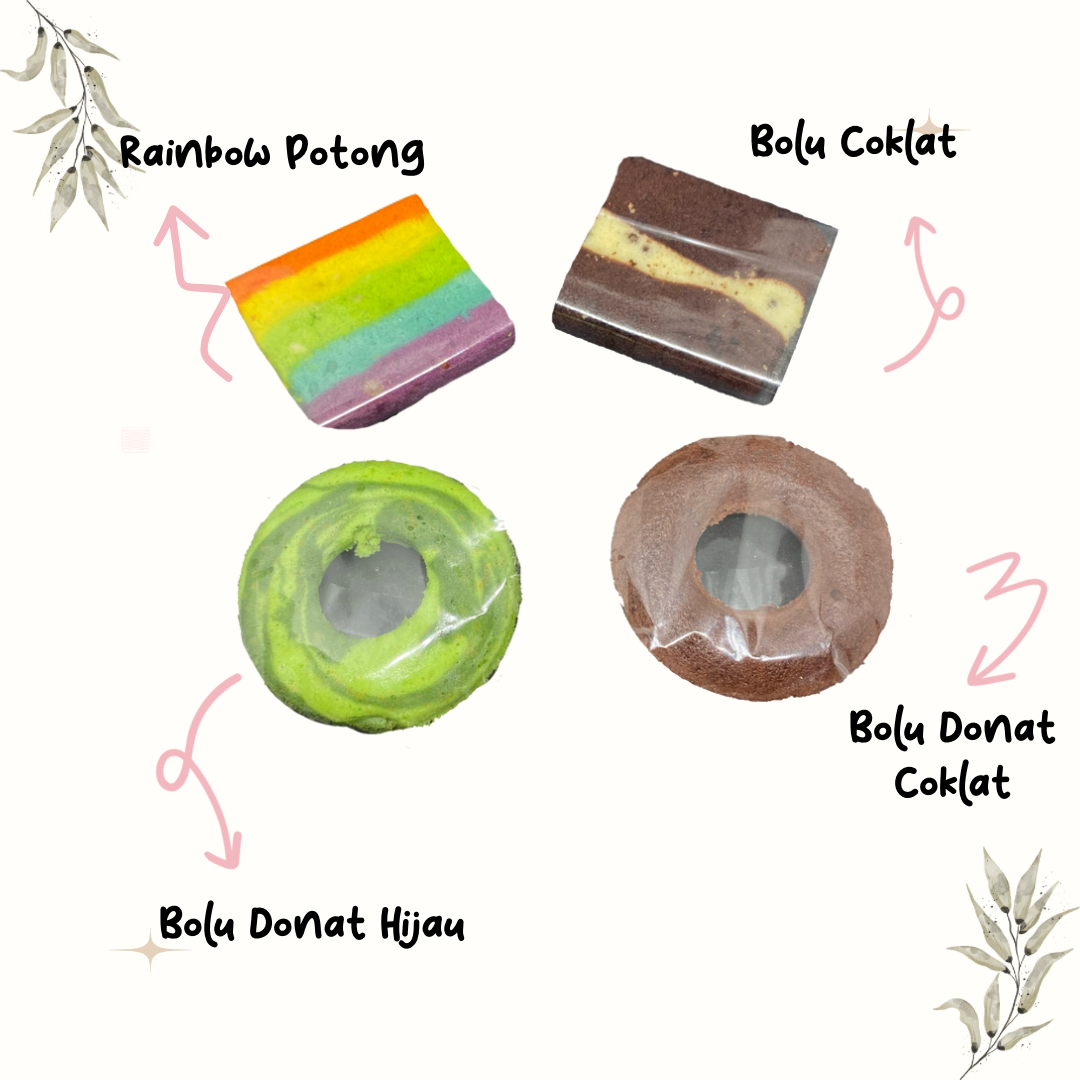 Rainbow Potong
Bolu Coklat
Bolu Donat
Coklat
Bolu Donat Hijau